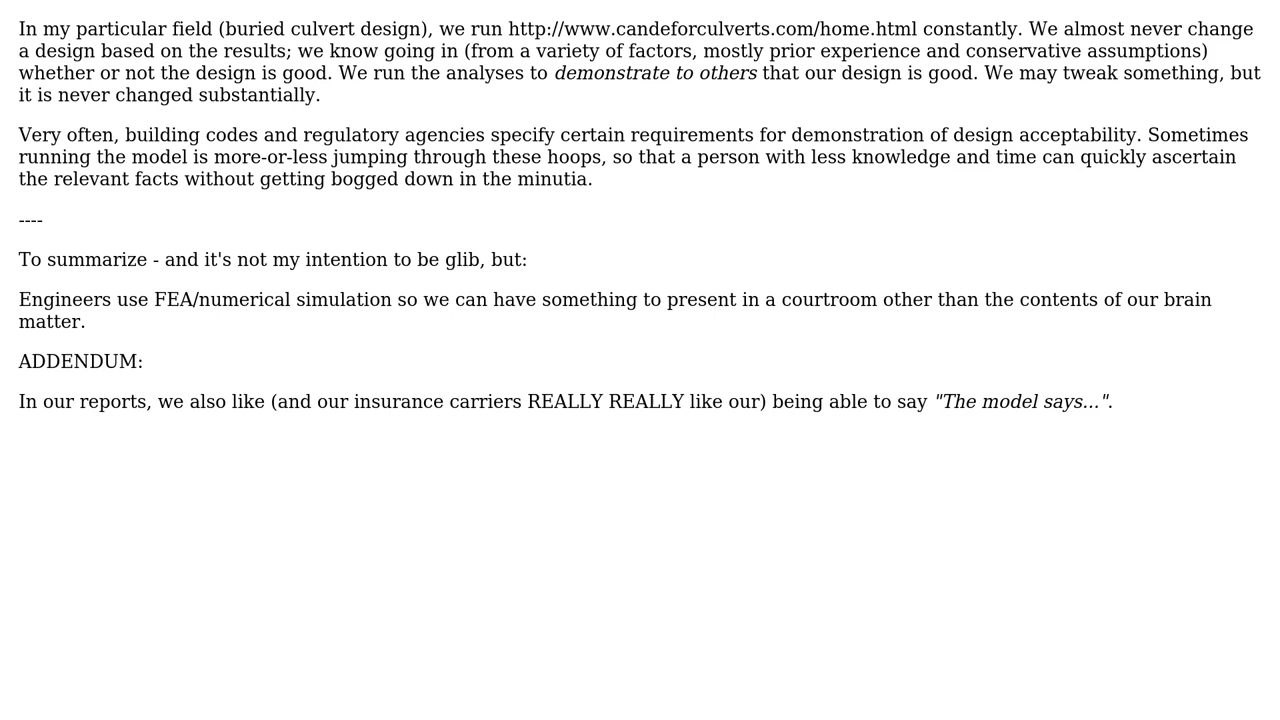 In my particular field (buried culvert design), we run http://www.candeforculverts.com/home.html constantly. We almost never change
a design based on the results; we know going in (from a variety of factors, mostly prior experience and conservative assumptions)
whether or not the design is good. We run the analyses to demonstrate to others that our design is good. We may tweak something, but
it is never changed substantially.
Very often, building codes and regulatory agencies specify certain requirements for demonstration of design acceptability. Sometimes
running the model is more-or-less jumping through these hoops, so that a person with less knowledge and time can quickly ascertain
the relevant facts without getting bogged down in the minutia.
----
To summarize - and it's not my intention to be glib, but:
Engineers use FEA/numerical simulation so we can have something to present in a courtroom other than the contents of our brain
matter.
ADDENDUM:
In our reports, we also like (and our insurance carriers REALLY REALLY like our) being able to say "The model says...".